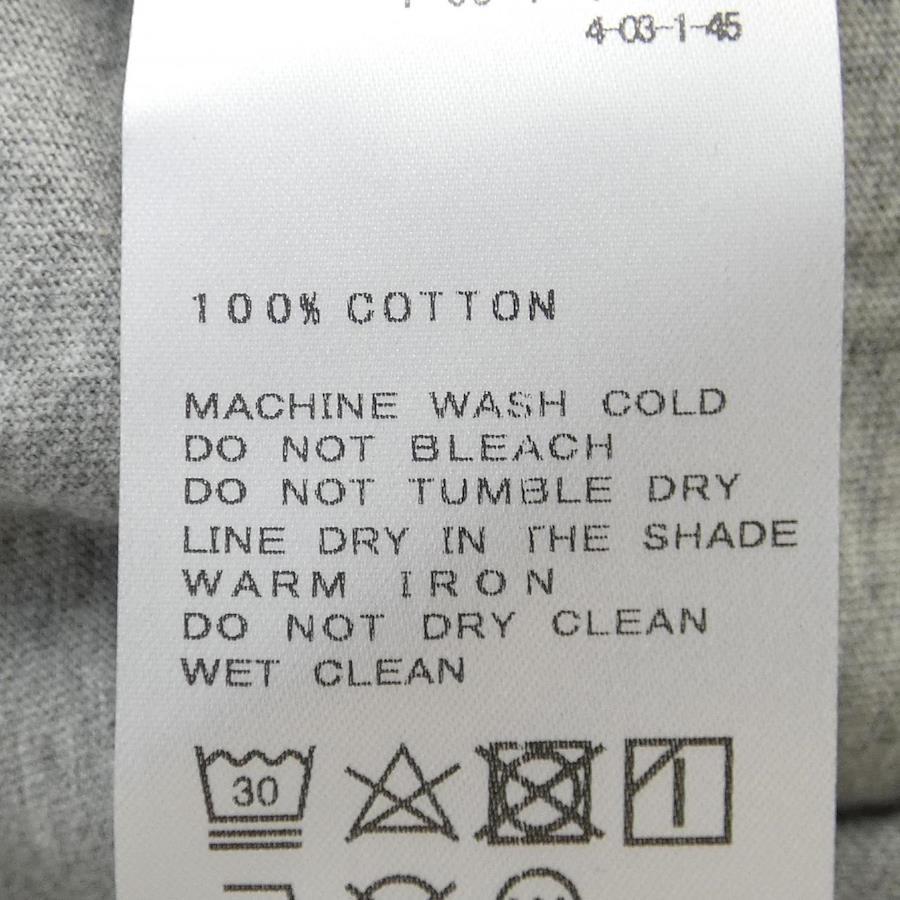 4-03-1-45
100% COTTON
MACHINE WASH COLD
DO NOT BLEACH
DO NOT TUMBLE DRY
LINE DRY IN THE SHADE
WARM IRON
DO NOT DRY CLEAN
WET CLEAN
30